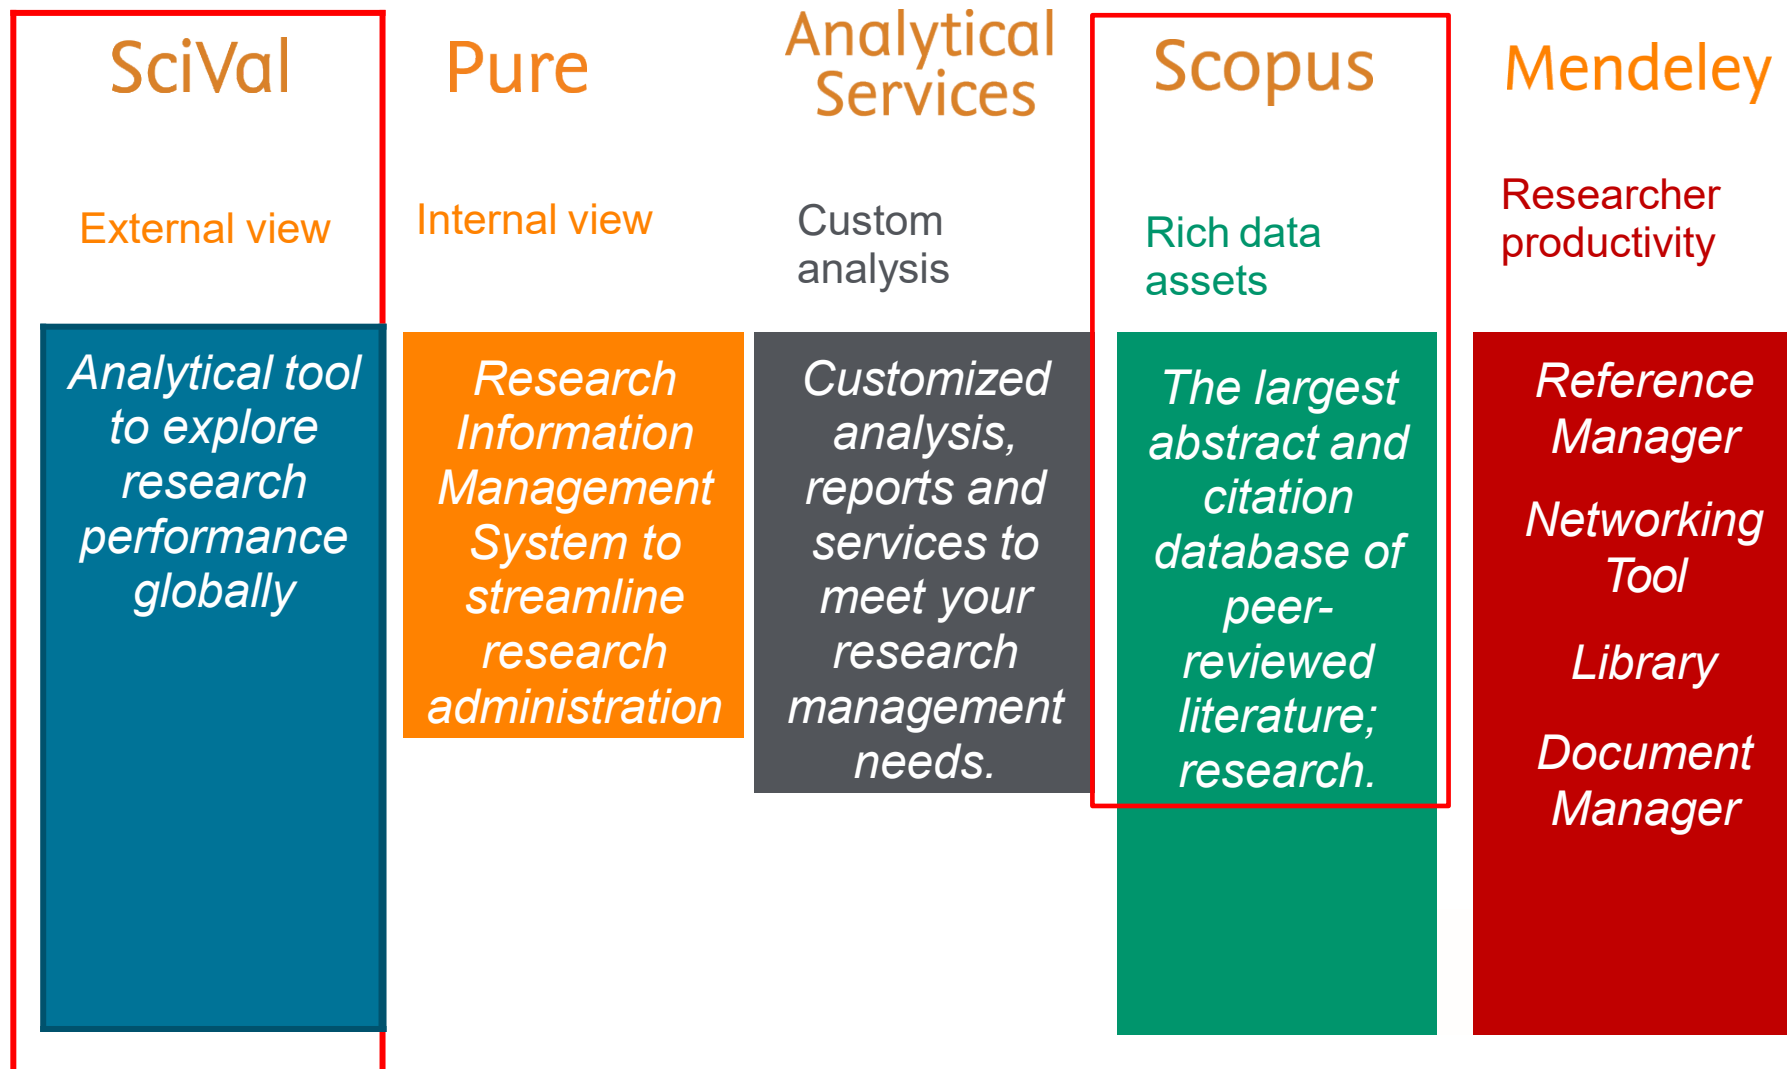 SciVal
External view
Analytical tool
to explore
research
performance
globally
Pure
Internal view
Research
Information
Management
System to
streamline
research
administration
Analytical
Services
Custom
analysis
Customized
analysis,
reports and
services to
meet your
research
management
needs.
Scopus
Rich data
assets
The largest
abstract and
citation
database of
peer-
reviewed
literature;
research.
Mendeley
Researcher
productivity
Reference
Manager
Networking
Tool
Library
Document
Manager